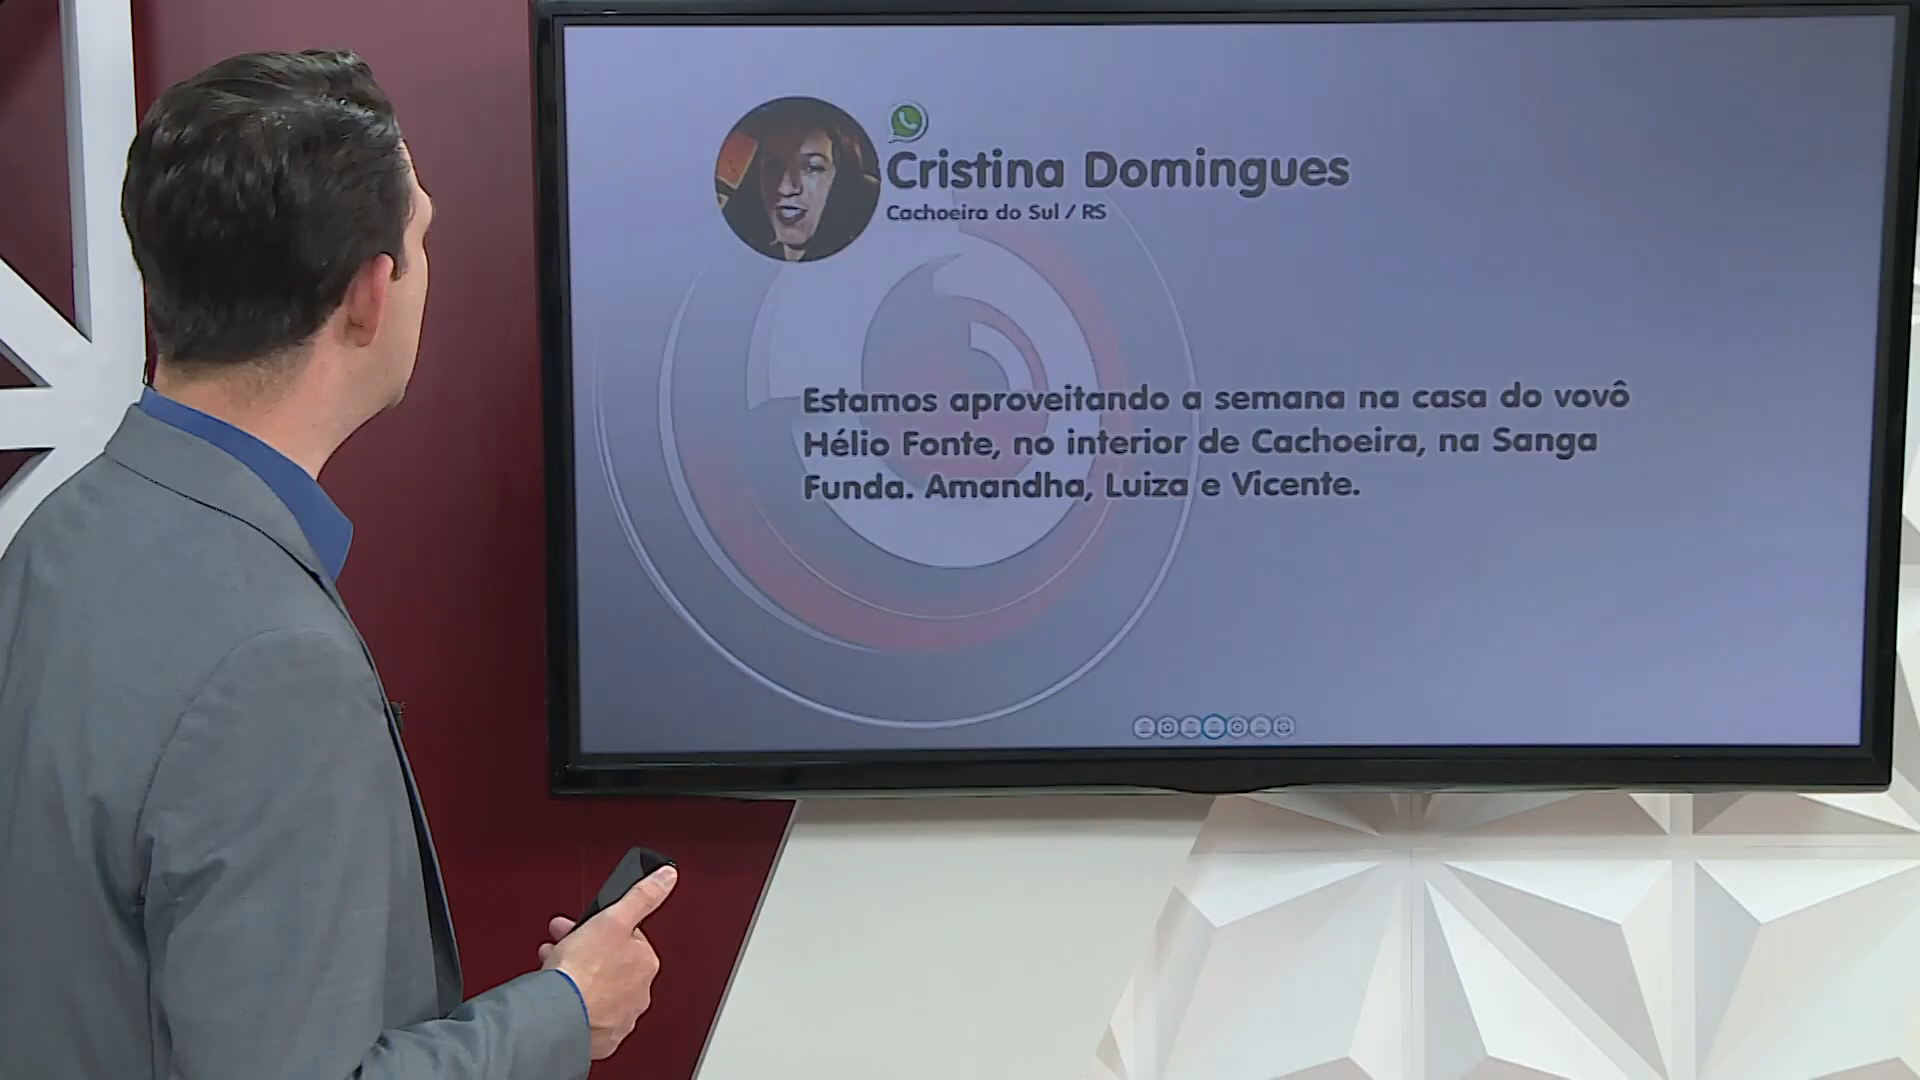 Cristina Domingues
Cachoeira do Sul / RS
Estamos aproveitando a semana na casa do vovô
Hélio Fonte, no interior de Cachoeira, na Sanga
Funda. Amandha, Luiza e Vicente.